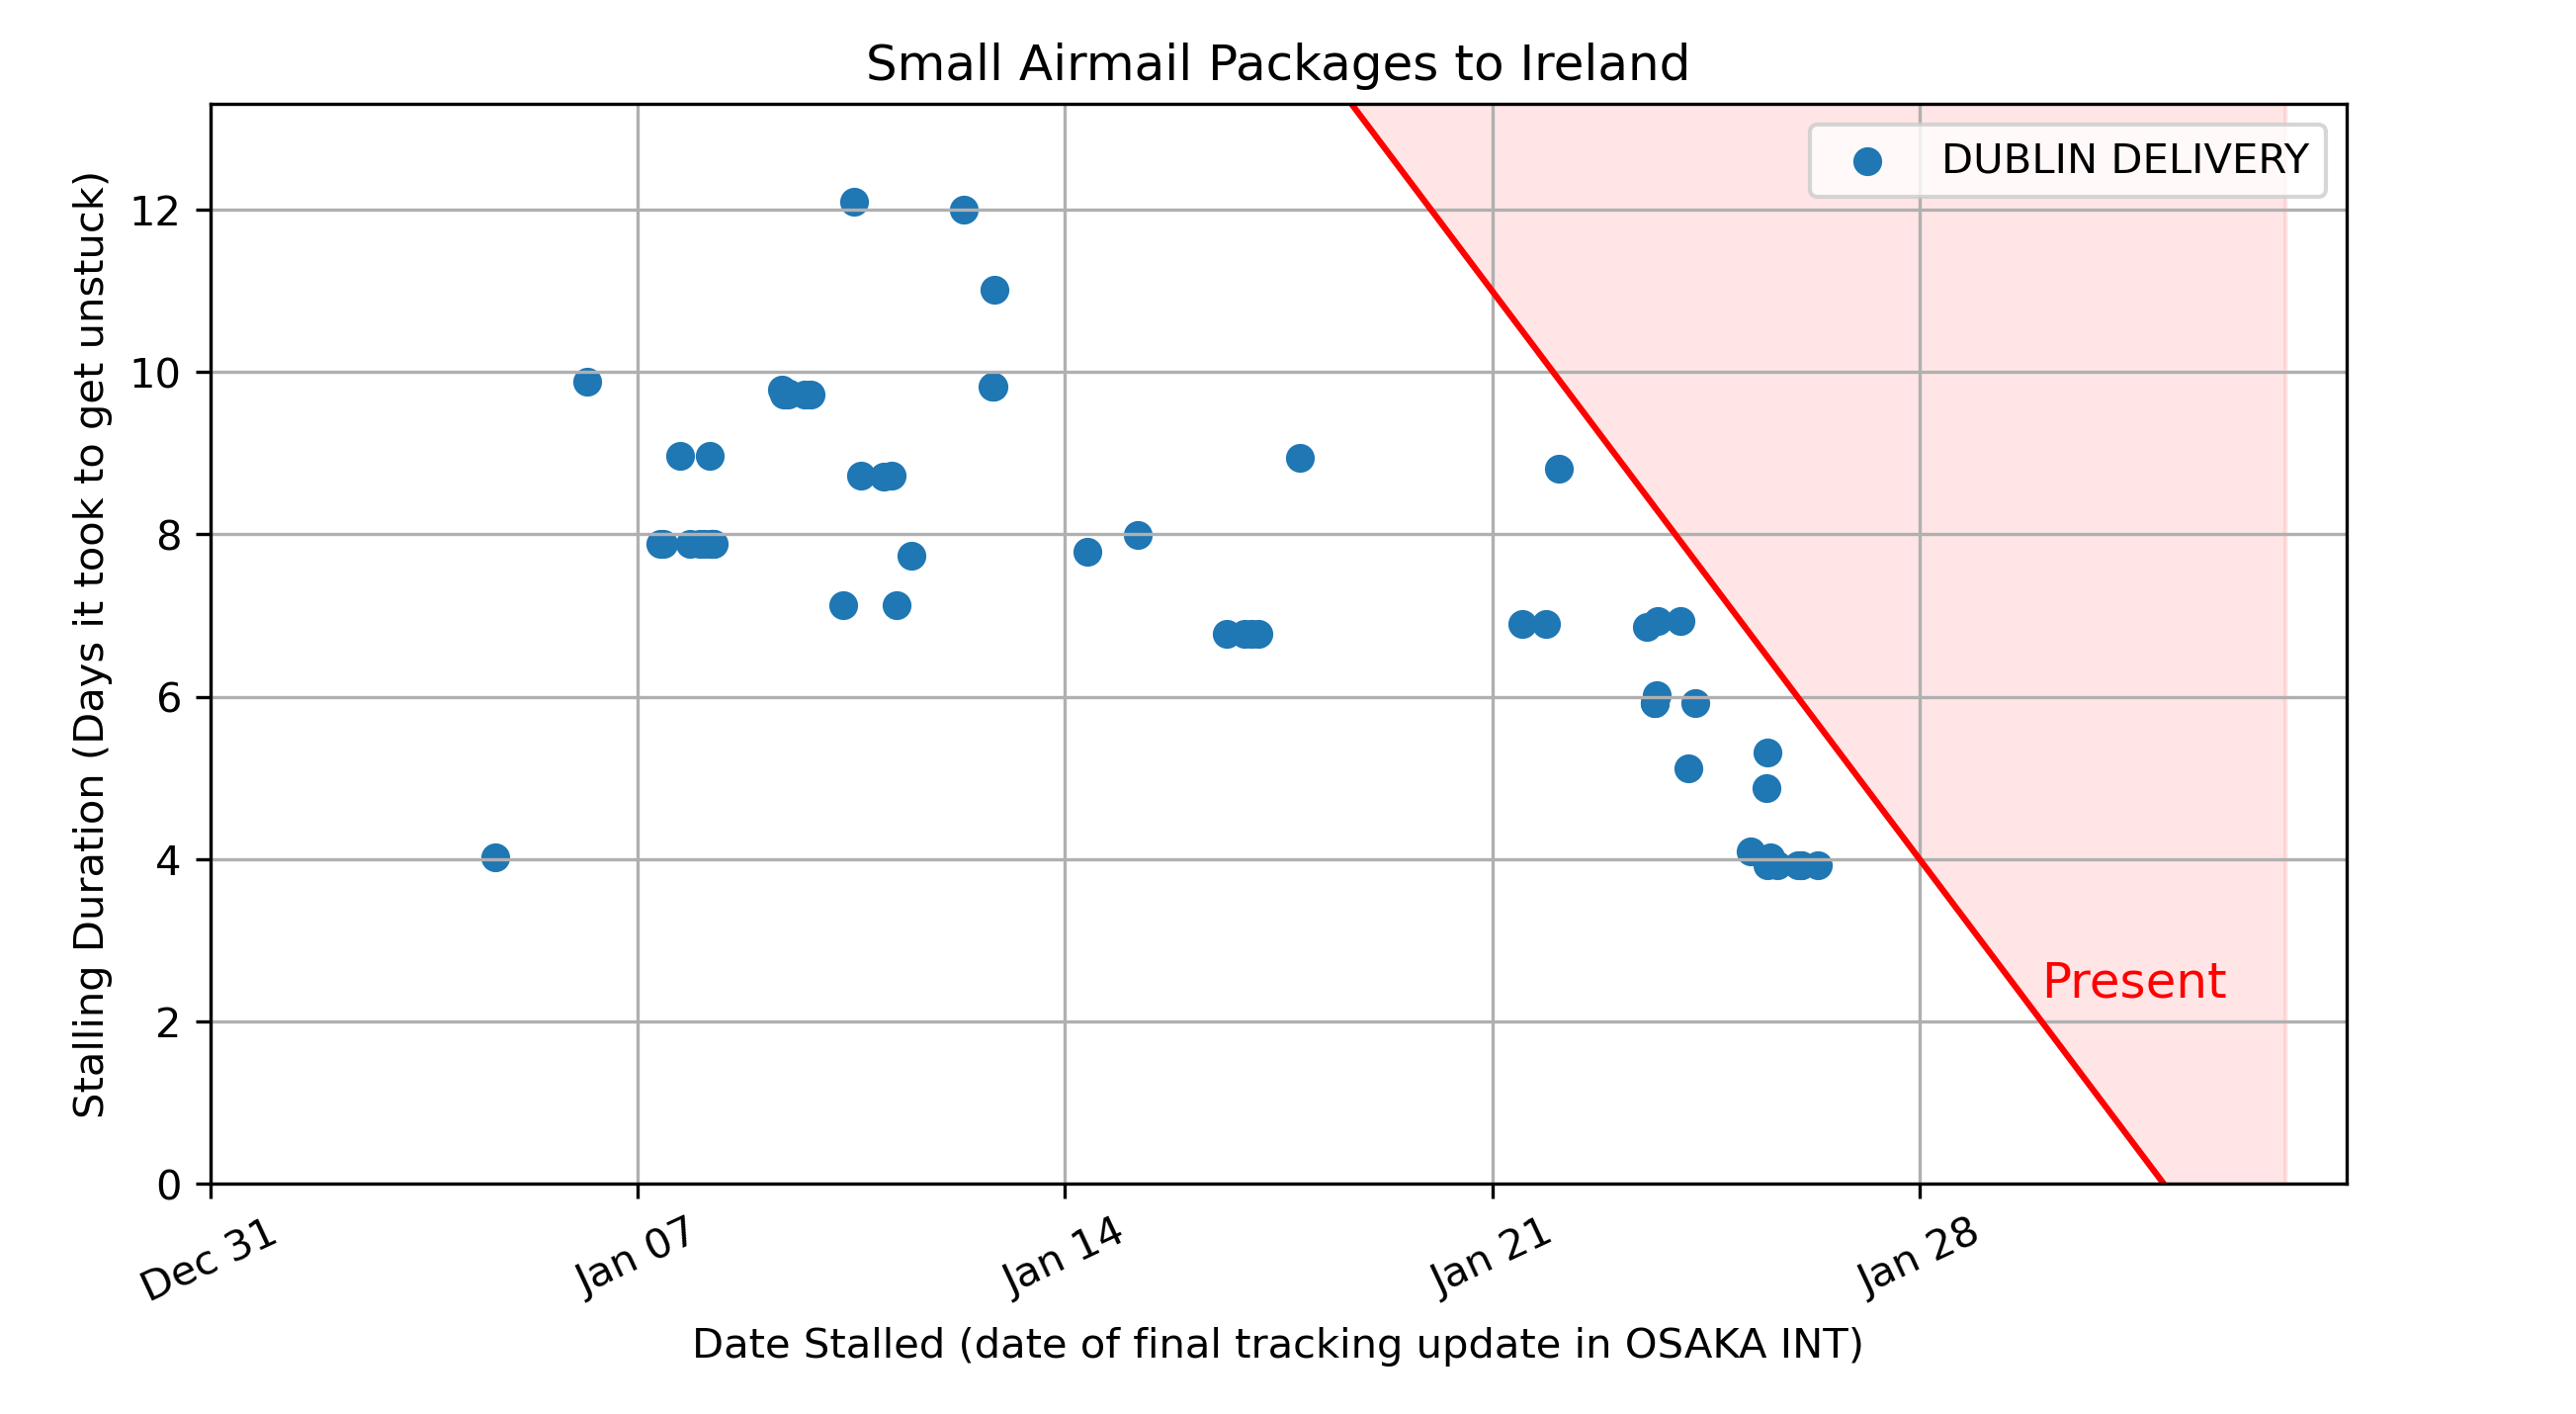 Small Airmail Packages to Ireland
DUBLIN DELIVERY
Stalling Duration (Days it took to get unstuck)
12
10
8
6
4
2
0
Present
Dec 31
Jan 07
Jan 14
Jan 21
Jan 28
Date Stalled (date of final tracking update in OSAKA INT)